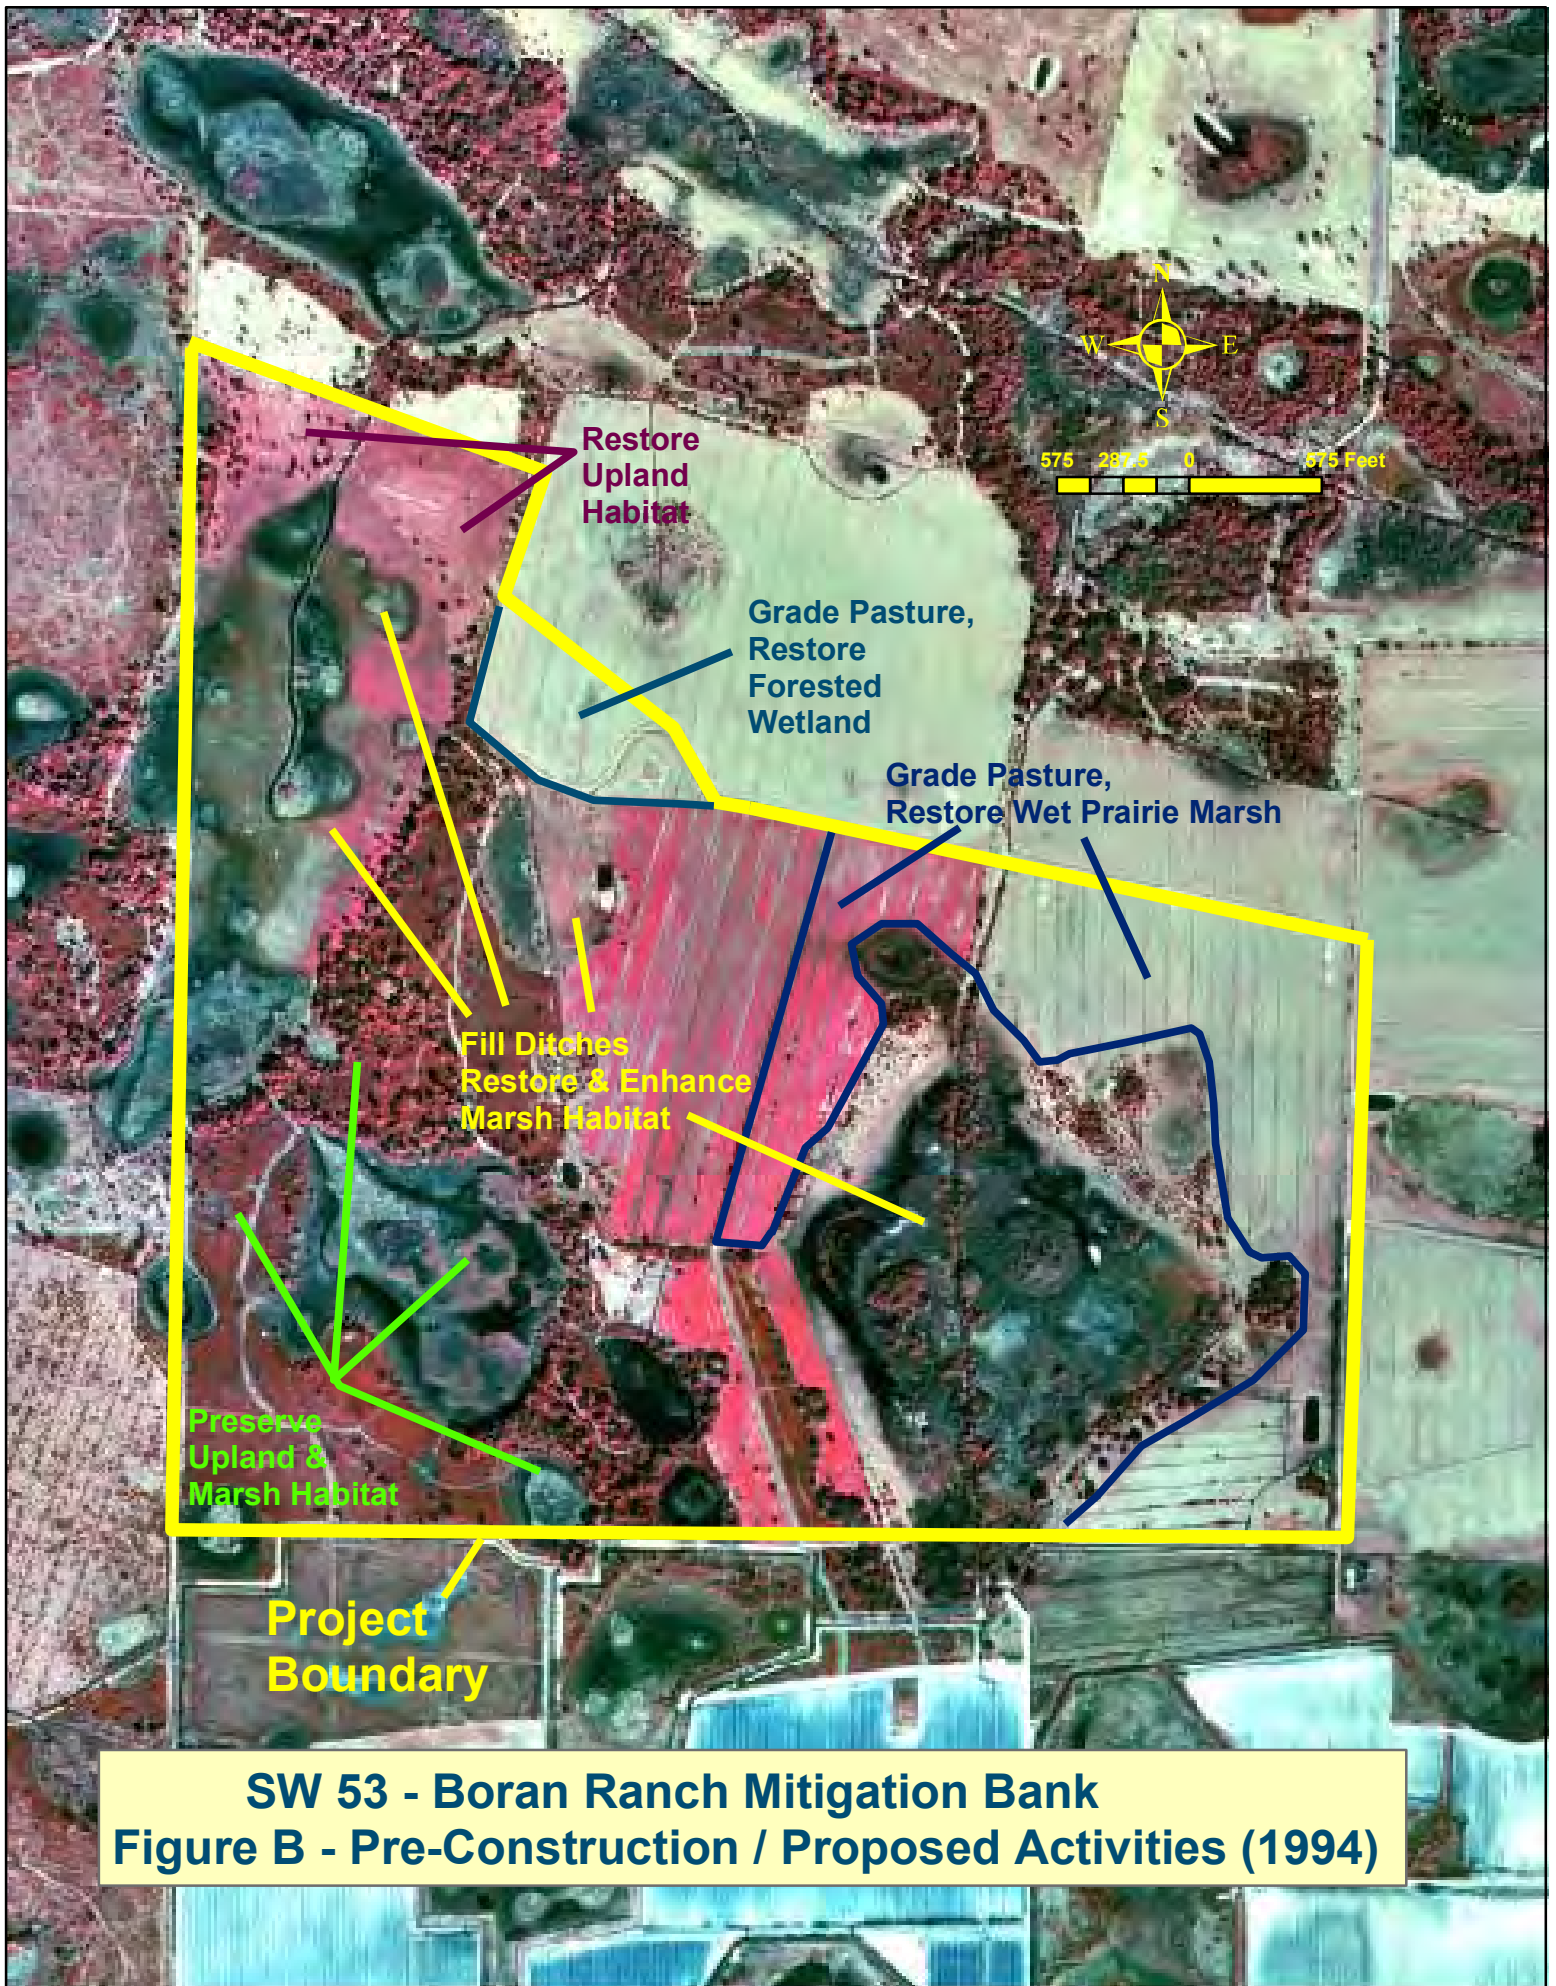 N
W E
S
575 287.5 0 575 Feet
Restore
Upland
Habitat
Grade Pasture,
Restore
Forested
Wetland
Grade Pasture,
Restore Wet Prairie Marsh
Fill Ditches
Restore & Enhance
Marsh Habitat
Preserve
Upland &
Marsh Habitat
Project
Boundary
SW 53 - Boran Ranch Mitigation Bank
Figure B - Pre-Construction / Proposed Activities (1994)